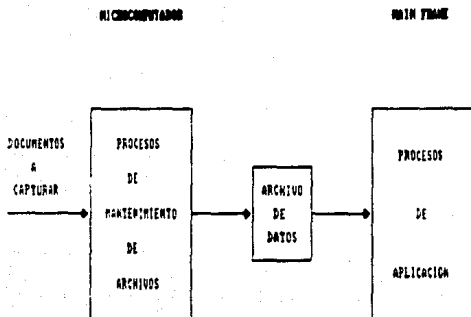 MICROCOMPUTADOR
MAIN FRAME
DOCUMENTOS
A
CAPTURAR
PROCESOS
DE
MANTENIMIENTO
DE
ARCHIVOS
ARCHIVO
DE
DATOS
PROCESOS
DE
APLICACION